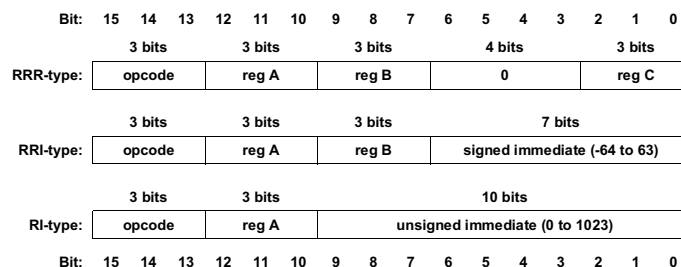 Bit: 15 14 13 12 11 10 9 8 7 6 5 4 3 2 1 0
3 bits 3 bits 3 bits 4 bits 3 bits
RRR-type: opcode reg A reg B 0 reg C
3 bits 3 bits 3 bits 7 bits
RRI-type: opcode reg A reg B signed immediate (-64 to 63)
3 bits 3 bits 10 bits
RI-type: opcode reg A unsigned immediate (0 to 1023)
Bit: 15 14 13 12 11 10 9 8 7 6 5 4 3 2 1 0